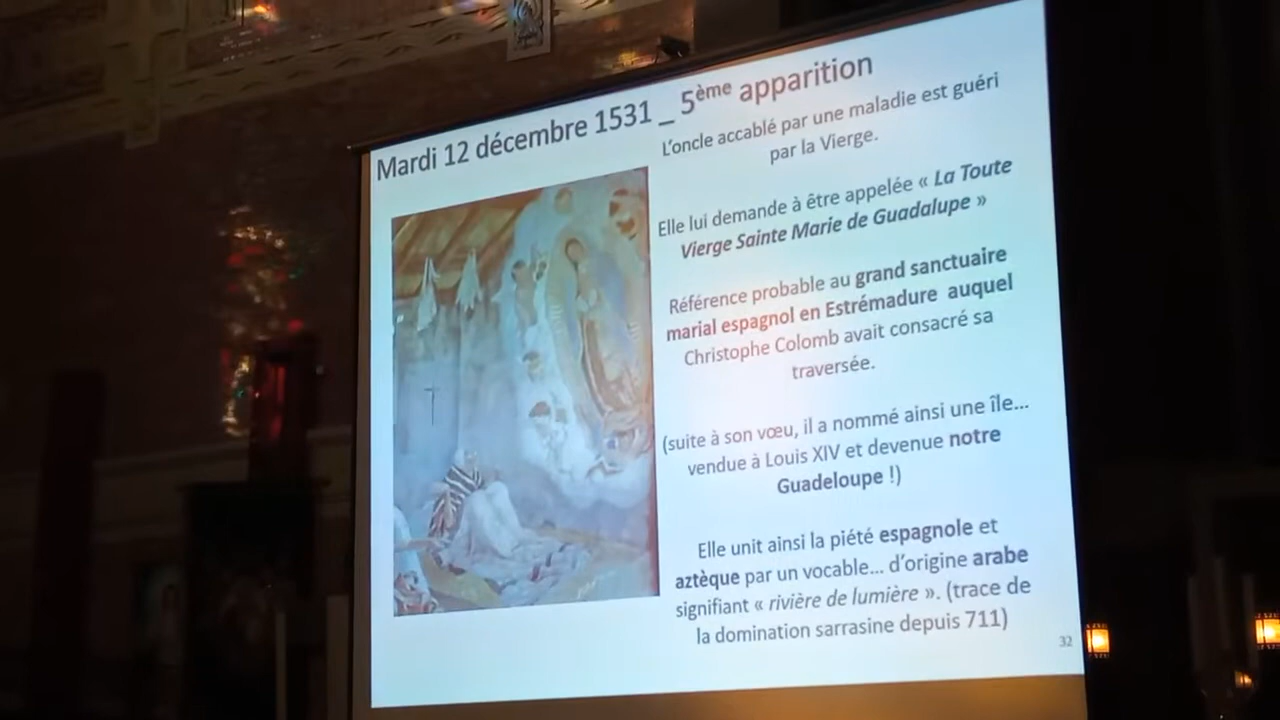 Mardi 12 décembre 1531 _ 5ème apparition
L'oncle accablé par une maladie est guéri
par la Vierge.
Elle lui demande à être appelée « La Toute
Vierge Sainte Marie de Guadalupe »
Référence probable au grand sanctuaire
marial espagnol en Estrémadure auquel
Christophe Colomb avait consacré sa
traversée.
(suite à son vœu, il a nommé ainsi une île...
vendue à Louis XIV et devenue notre
Guadeloupe !)
Elle unit ainsi la piété espagnole et
aztèque par un vocable... d'origine arabe
signifiant « rivière de lumière ». (trace de
la domination sarrasine depuis 711)
32